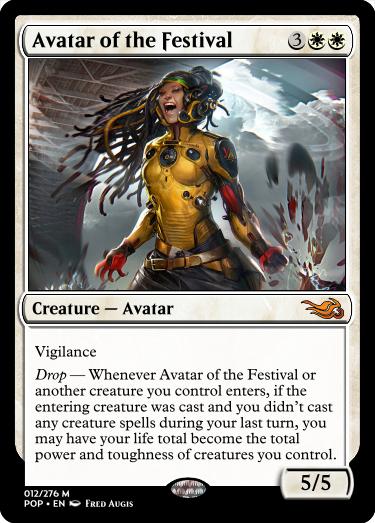 Avatar of the Festival 3
Creature — Avatar
Vigilance
Drop — Whenever Avatar of the Festival or
another creature you control enters, if the
entering creature was cast and you didn't cast
any creature spells during your last turn, you
may have your life total become the total
power and toughness of creatures you control.
5/5
012/276 M
POP • EN Fred Augis